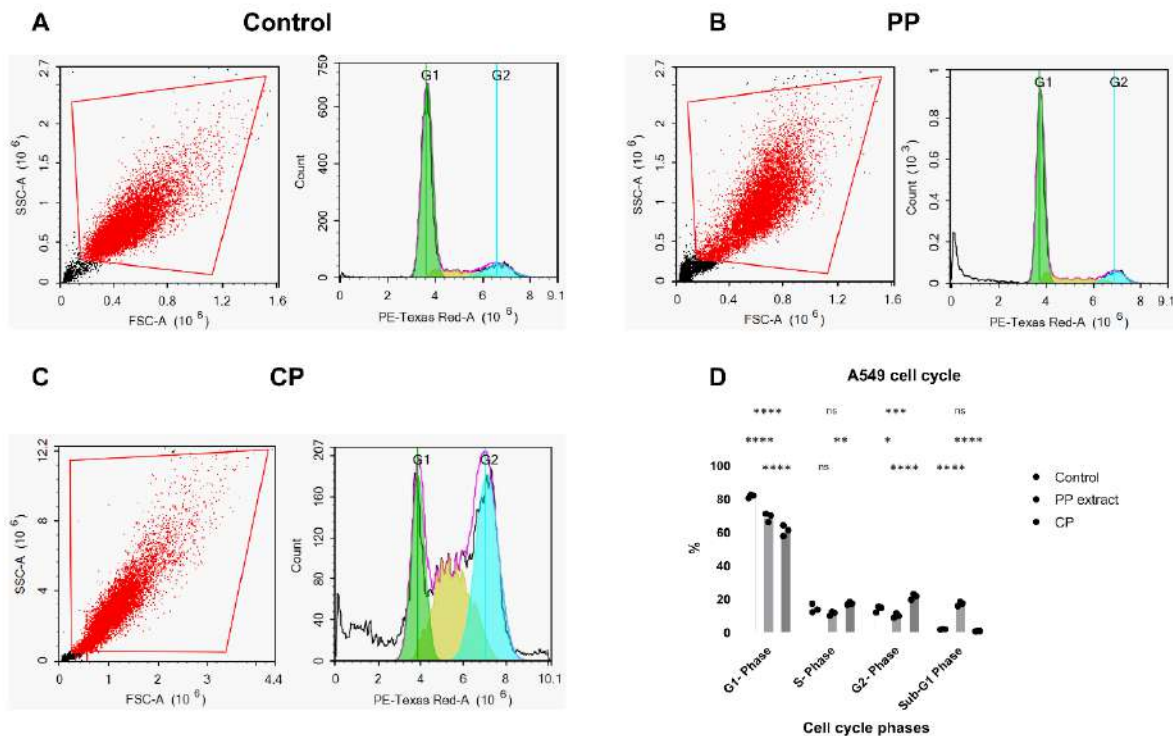 A Control
2.7
2
1.5
1
0.5
0
SSC-A (10 6)
0 0.4 0.8 1.2 1.6
FSC-A (10 6)
750
600
400
200
0
Count
G1 G2
0 2 4 6 8 9.1
PE-Texas Red-A (10 6)
B PP
2.7
2
1.5
1
0.5
0
SSC-A (10 6)
0 0.4 0.8 1.2 1.6
FSC-A (10 6)
1
0.8
0.6
0.4
0.2
0
Count (10 3)
G1 G2
0 2 4 6 8 9.1
PE-Texas Red-A (10 6)
C CP
12.2
8
4
0
SSC-A (10 6)
0 1 2 3 4.4
FSC-A (10 6)
207
160
120
80
40
0
Count
G1 G2
0 2 4 6 8 10.1
PE-Texas Red-A (10 6)
D A549 cell cycle
**** ns *** ns
**** ** * ****
**** ns **** ****
100
80
60
40
20
0
%
G1- Phase
S- Phase
G2- Phase
Sub-G1 Phase
Cell cycle phases
Control
PP extract
CP